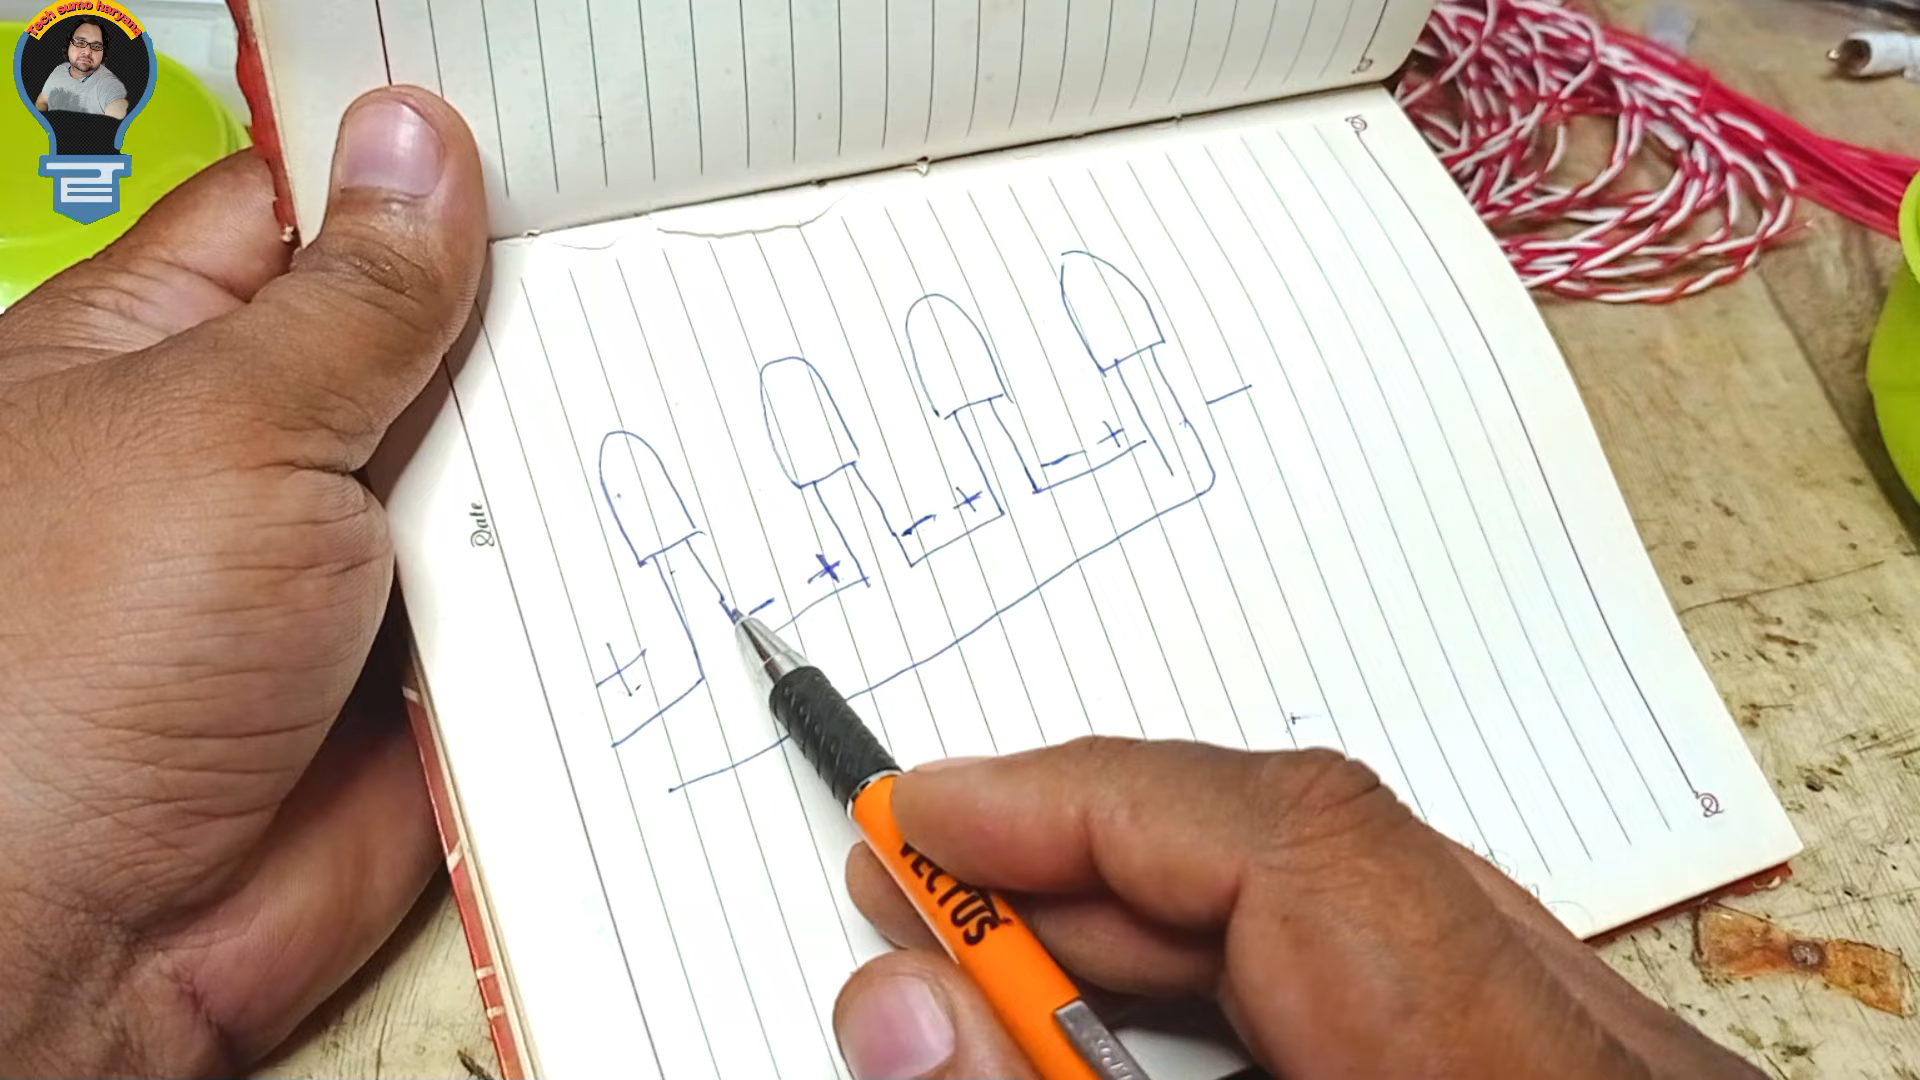 Tech sumo haryana
Date
+ - + - + - + -
VECTUS